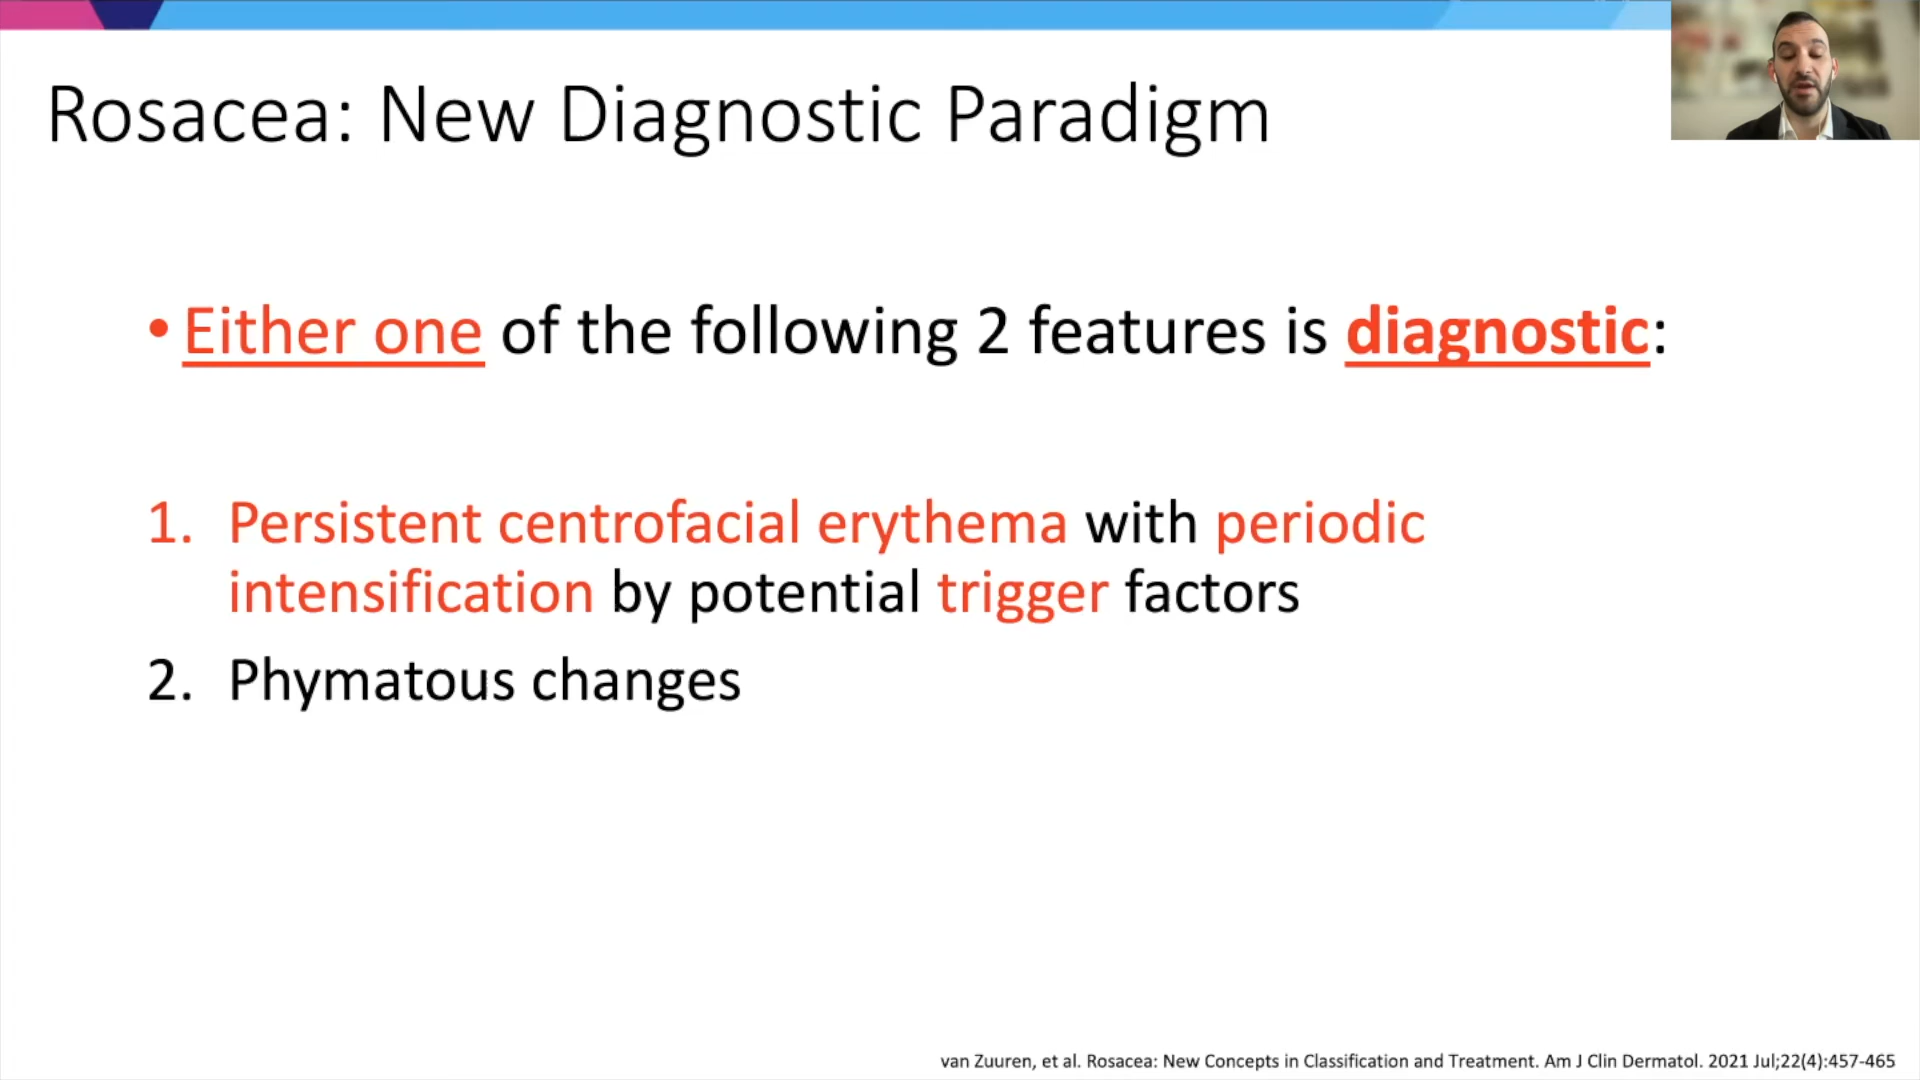 Rosacea: New Diagnostic Paradigm
• Either one of the following 2 features is diagnostic:
1. Persistent centrofacial erythema with periodic
intensification by potential trigger factors
2. Phymatous changes
van Zuuren, et al. Rosacea: New Concepts in Classification and Treatment. Am J Clin Dermatol. 2021 Jul;22(4):457-465